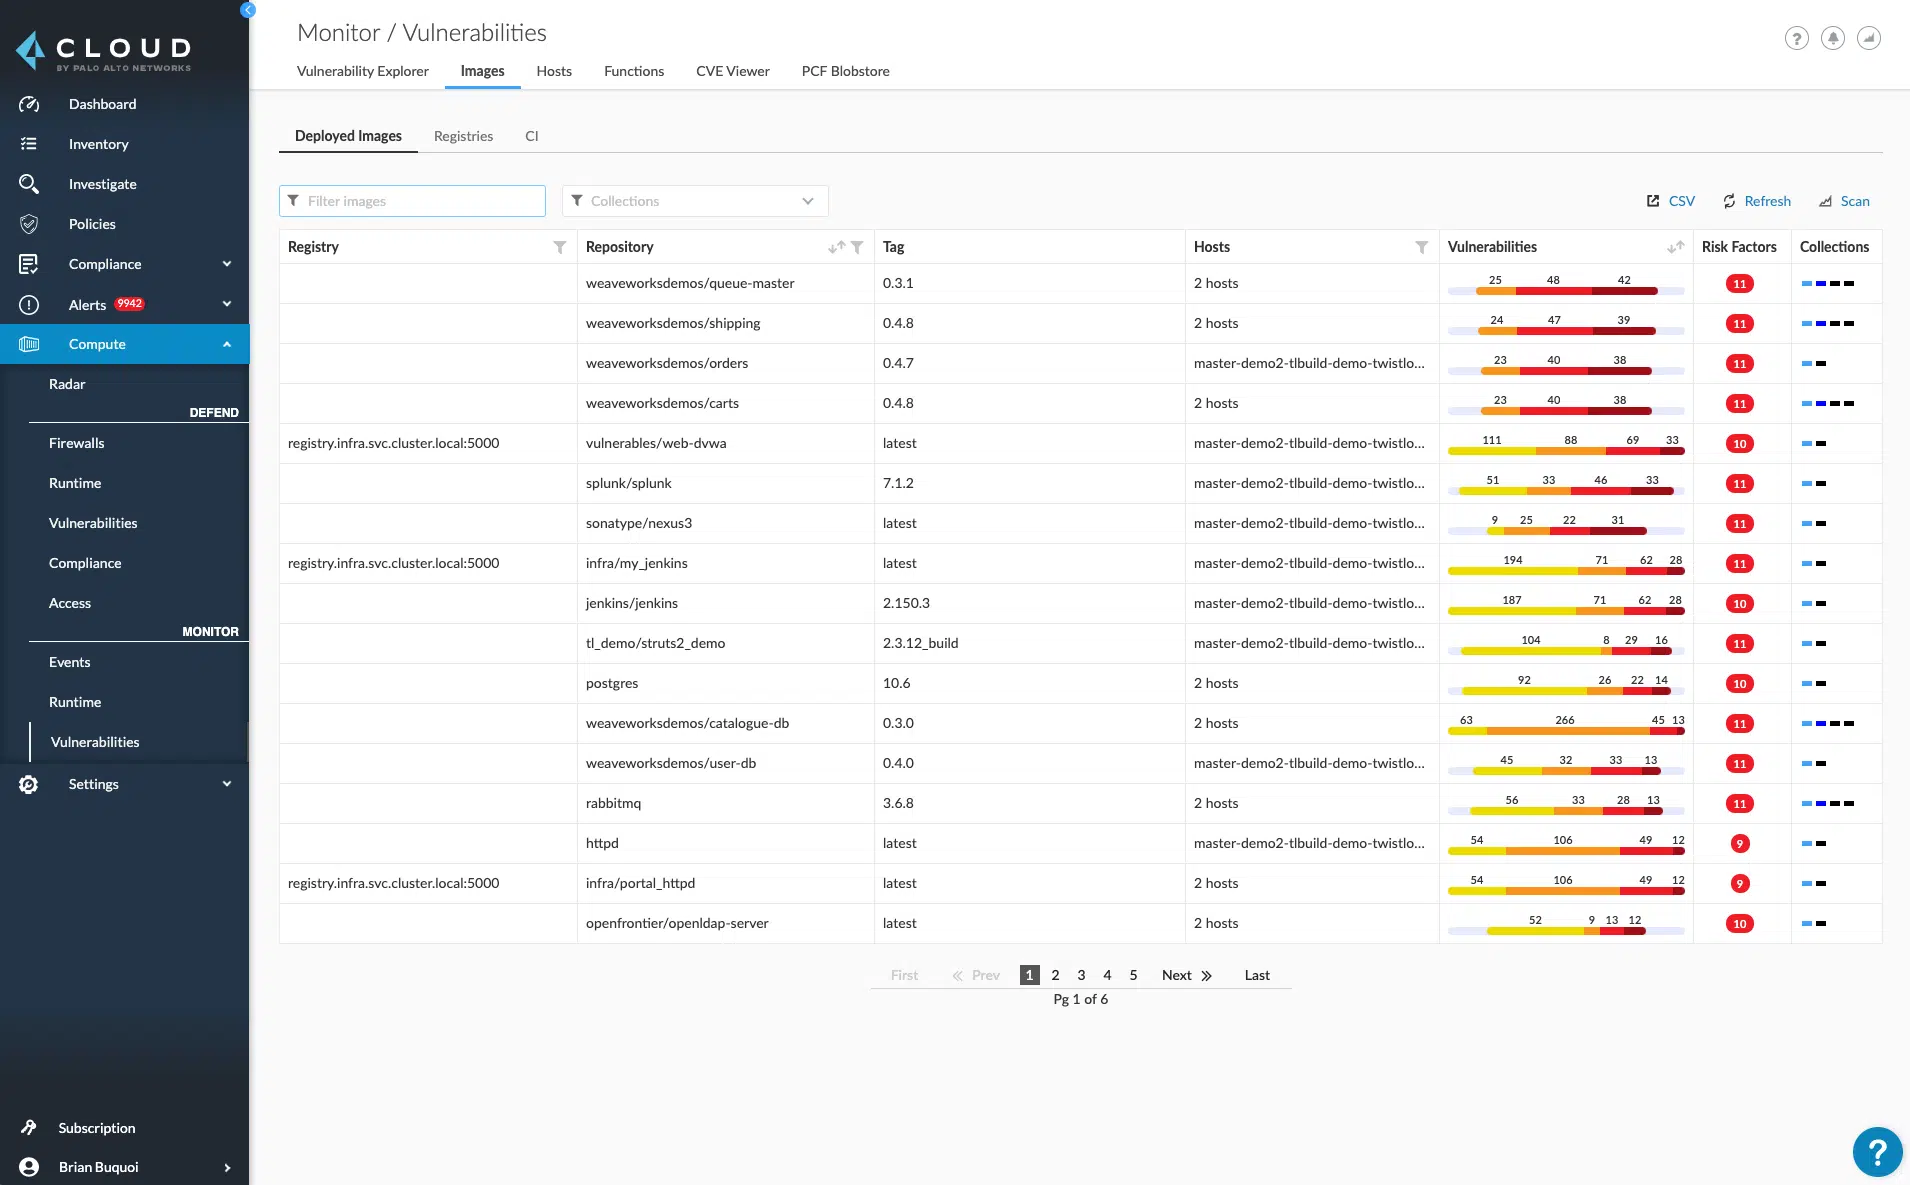 CLOUD
BY PALO ALTO NETWORKS
Dashboard
Inventory
Investigate
Policies
Compliance
Alerts 9942
Compute
Radar
DEFEND
Firewalls
Runtime
Vulnerabilities
Compliance
Access
MONITOR
Events
Runtime
Vulnerabilities
Settings
Subscription
Brian Buquoi
Monitor / Vulnerabilities
Vulnerability Explorer Images Hosts Functions CVE Viewer PCF Blobstore
Deployed Images Registries CI
Filter images Collections CSV Refresh Scan
Registry Repository Tag Hosts Vulnerabilities Risk Factors Collections
weaveworksdemos/queue-master 0.3.1 2 hosts 25 48 42 11
weaveworksdemos/shipping 0.4.8 2 hosts 24 47 39 11
weaveworksdemos/orders 0.4.7 master-demo2-tlbuild-demo-twistlo... 23 40 38 11
weaveworksdemos/carts 0.4.8 2 hosts 23 40 38 11
registry.infra.svc.cluster.local:5000 vulnerables/web-dvwa latest master-demo2-tlbuild-demo-twistlo... 111 88 69 33 10
splunk/splunk 7.1.2 master-demo2-tlbuild-demo-twistlo... 51 33 46 33 11
sonatype/nexus3 latest master-demo2-tlbuild-demo-twistlo... 9 25 22 31 11
registry.infra.svc.cluster.local:5000 infra/my_jenkins latest master-demo2-tlbuild-demo-twistlo... 194 71 62 28 11
jenkins/jenkins 2.150.3 master-demo2-tlbuild-demo-twistlo... 187 71 62 28 10
tl_demo/struts2_demo 2.3.12_build master-demo2-tlbuild-demo-twistlo... 104 8 29 16 11
postgres 10.6 2 hosts 92 26 22 14 10
weaveworksdemos/catalogue-db 0.3.0 2 hosts 63 266 45 13 11
weaveworksdemos/user-db 0.4.0 master-demo2-tlbuild-demo-twistlo... 45 32 33 13 11
rabbitmq 3.6.8 2 hosts 56 33 28 13 11
httpd latest master-demo2-tlbuild-demo-twistlo... 54 106 49 12 9
registry.infra.svc.cluster.local:5000 infra/portal_httpd latest 2 hosts 54 106 49 12 9
openfrontier/openldap-server latest 2 hosts 52 9 13 12 10
First « Prev 1 2 3 4 5 Next » Last
Pg 1 of 6
?